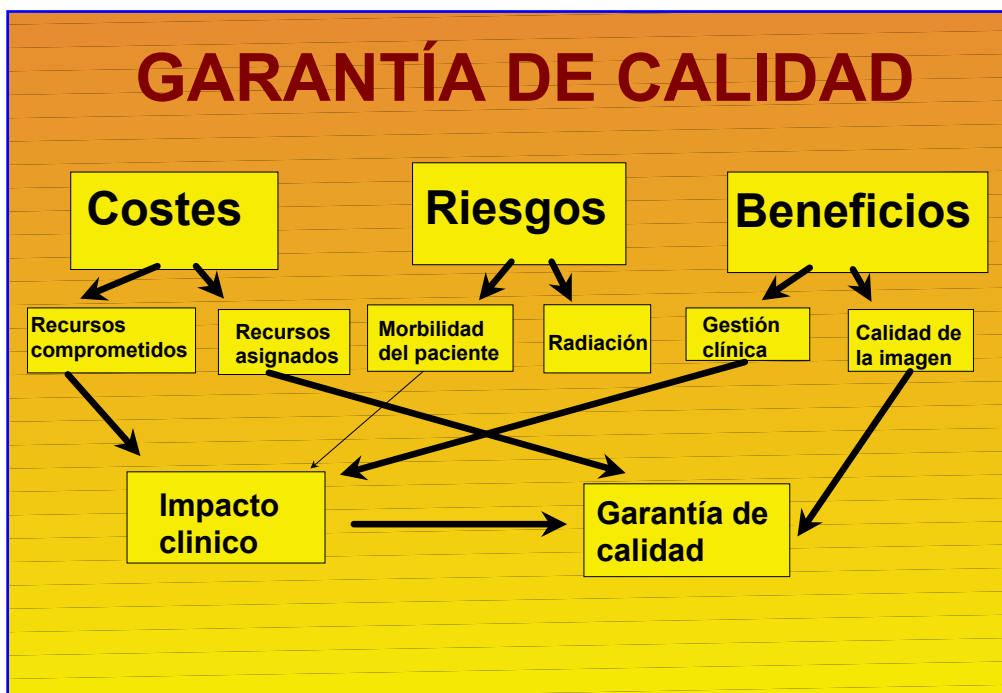 GARANTÍA DE CALIDAD
Costes
Riesgos
Beneficios
Recursos
comprometidos
Recursos
asignados
Morbilidad
del paciente
Radiación
Gestión
clínica
Calidad de
la imagen
Impacto
clinico
Garantía de
calidad